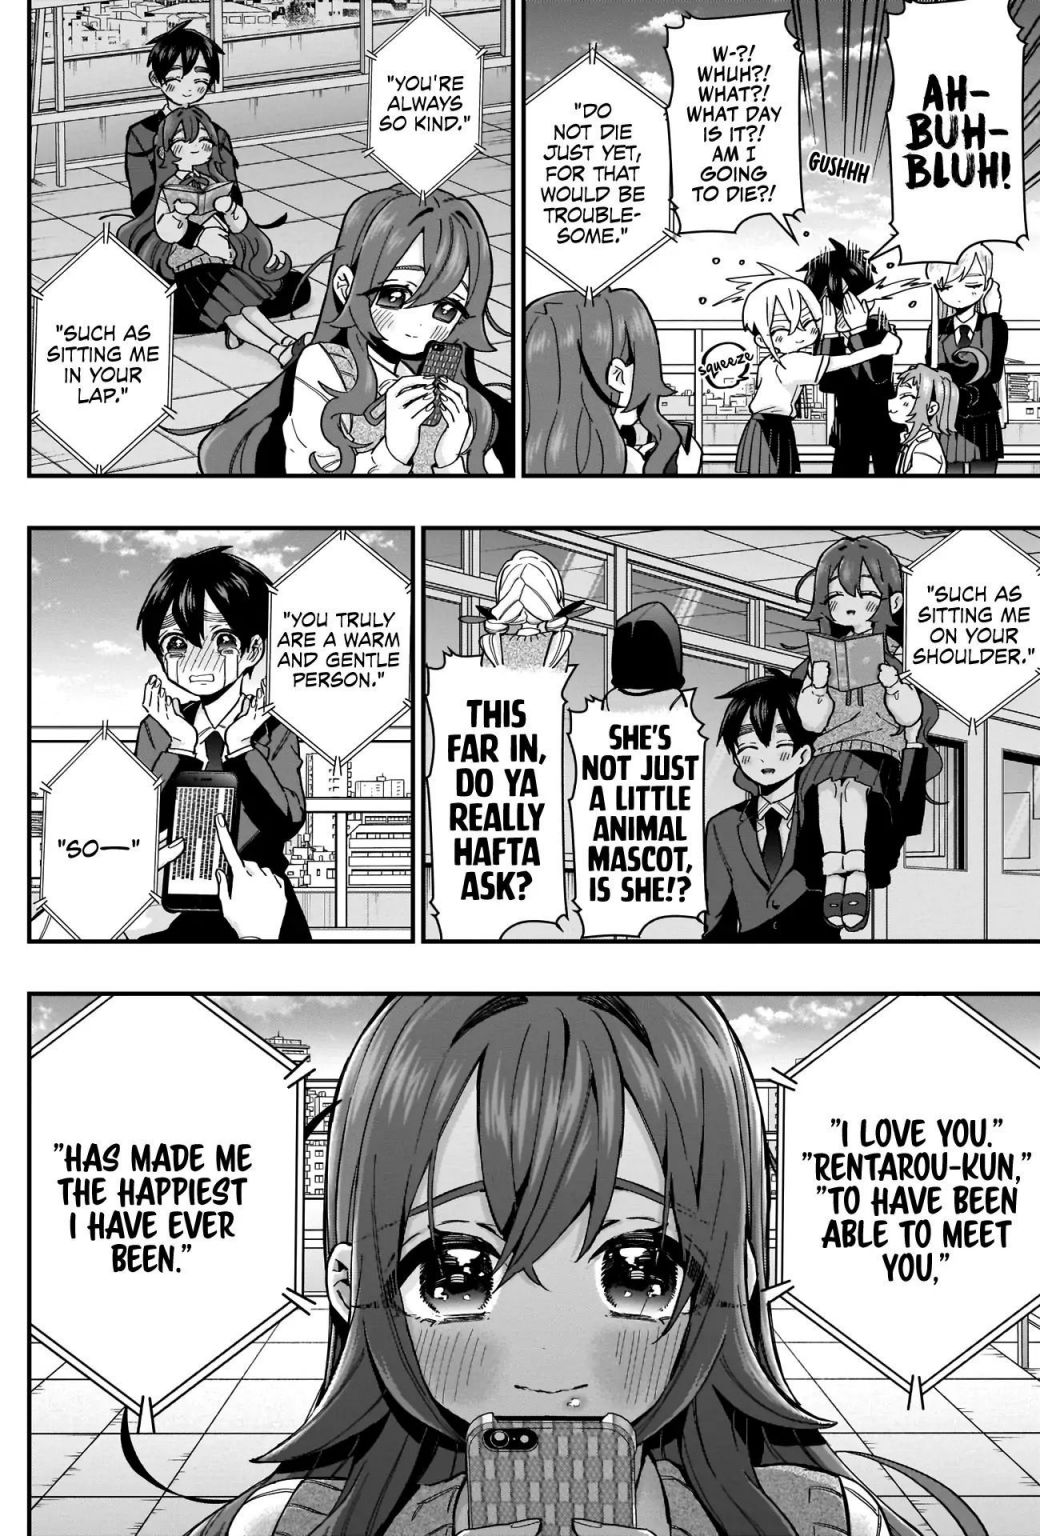 AH-
BUH-
BLUH!
W-?!
WHUH?!
WHAT?!
WHAT DAY
IS IT?!
AM I
GOING
TO DIE?!
GUSHHH
SQUEEZE
"DO
NOT DIE
JUST YET,
FOR THAT
WOULD BE
TROUBLE-
SOME."
"YOU'RE
ALWAYS
SO KIND."
"SUCH AS
SITTING ME
IN YOUR
LAP."
"SUCH AS
SITTING ME
ON YOUR
SHOULDER."
SHE'S
NOT JUST
A LITTLE
ANIMAL
MASCOT,
IS SHE!?
THIS
FAR IN,
DO YA
REALLY
HAFTA
ASK?
"YOU TRULY
ARE A WARM
AND GENTLE
PERSON."
"SO—"
"I LOVE YOU."
"RENTAROU-KUN,"
"TO HAVE BEEN
ABLE TO MEET
YOU,"
"HAS MADE ME
THE HAPPIEST
I HAVE EVER
BEEN."